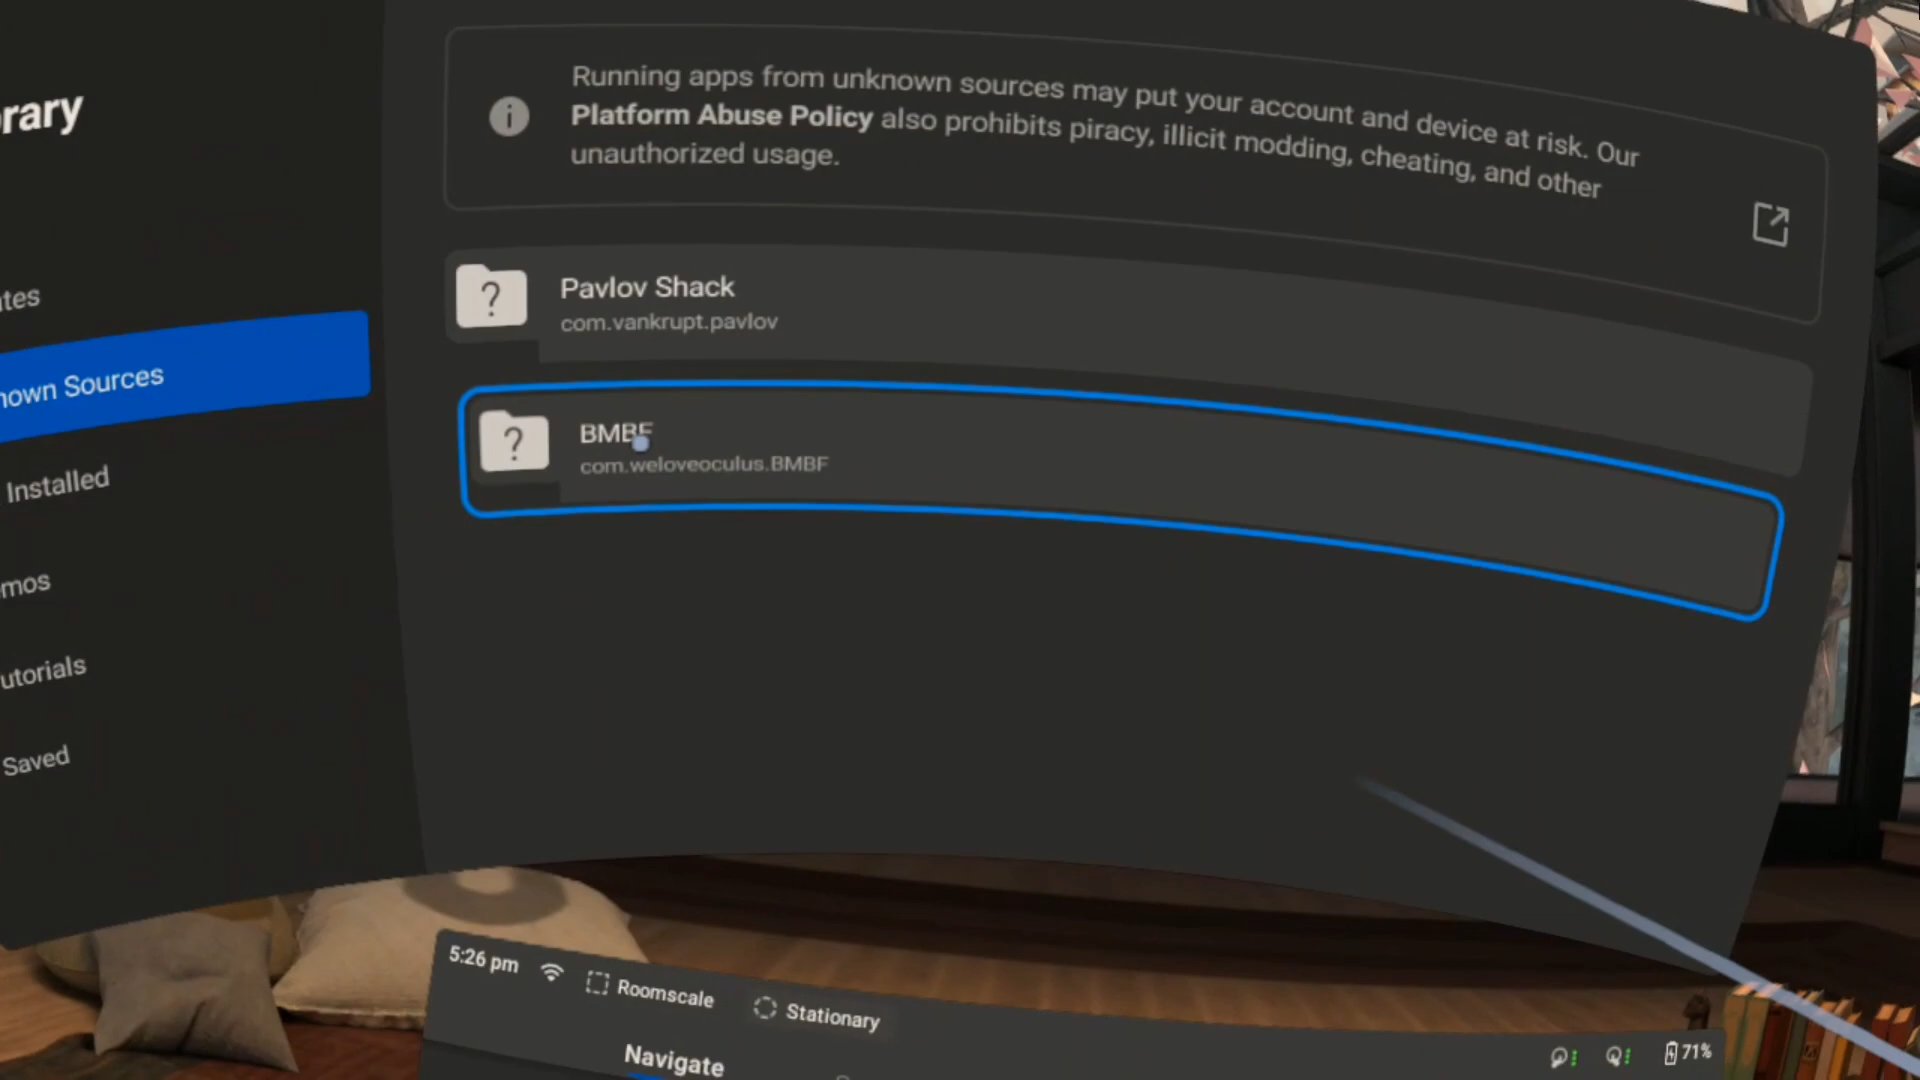 rary
Running apps from unknown sources may put your account and device at risk. Our
Platform Abuse Policy also prohibits piracy, illicit modding, cheating, and other
unauthorized usage.
tes
Pavlov Shack
com.vankrupt.pavlov
nown Sources
BMBF
com.weloveoculus.BMBF
Installed
mos
utorials
Saved
5:26 pm
Roomscale
Stationary
Navigate
71%